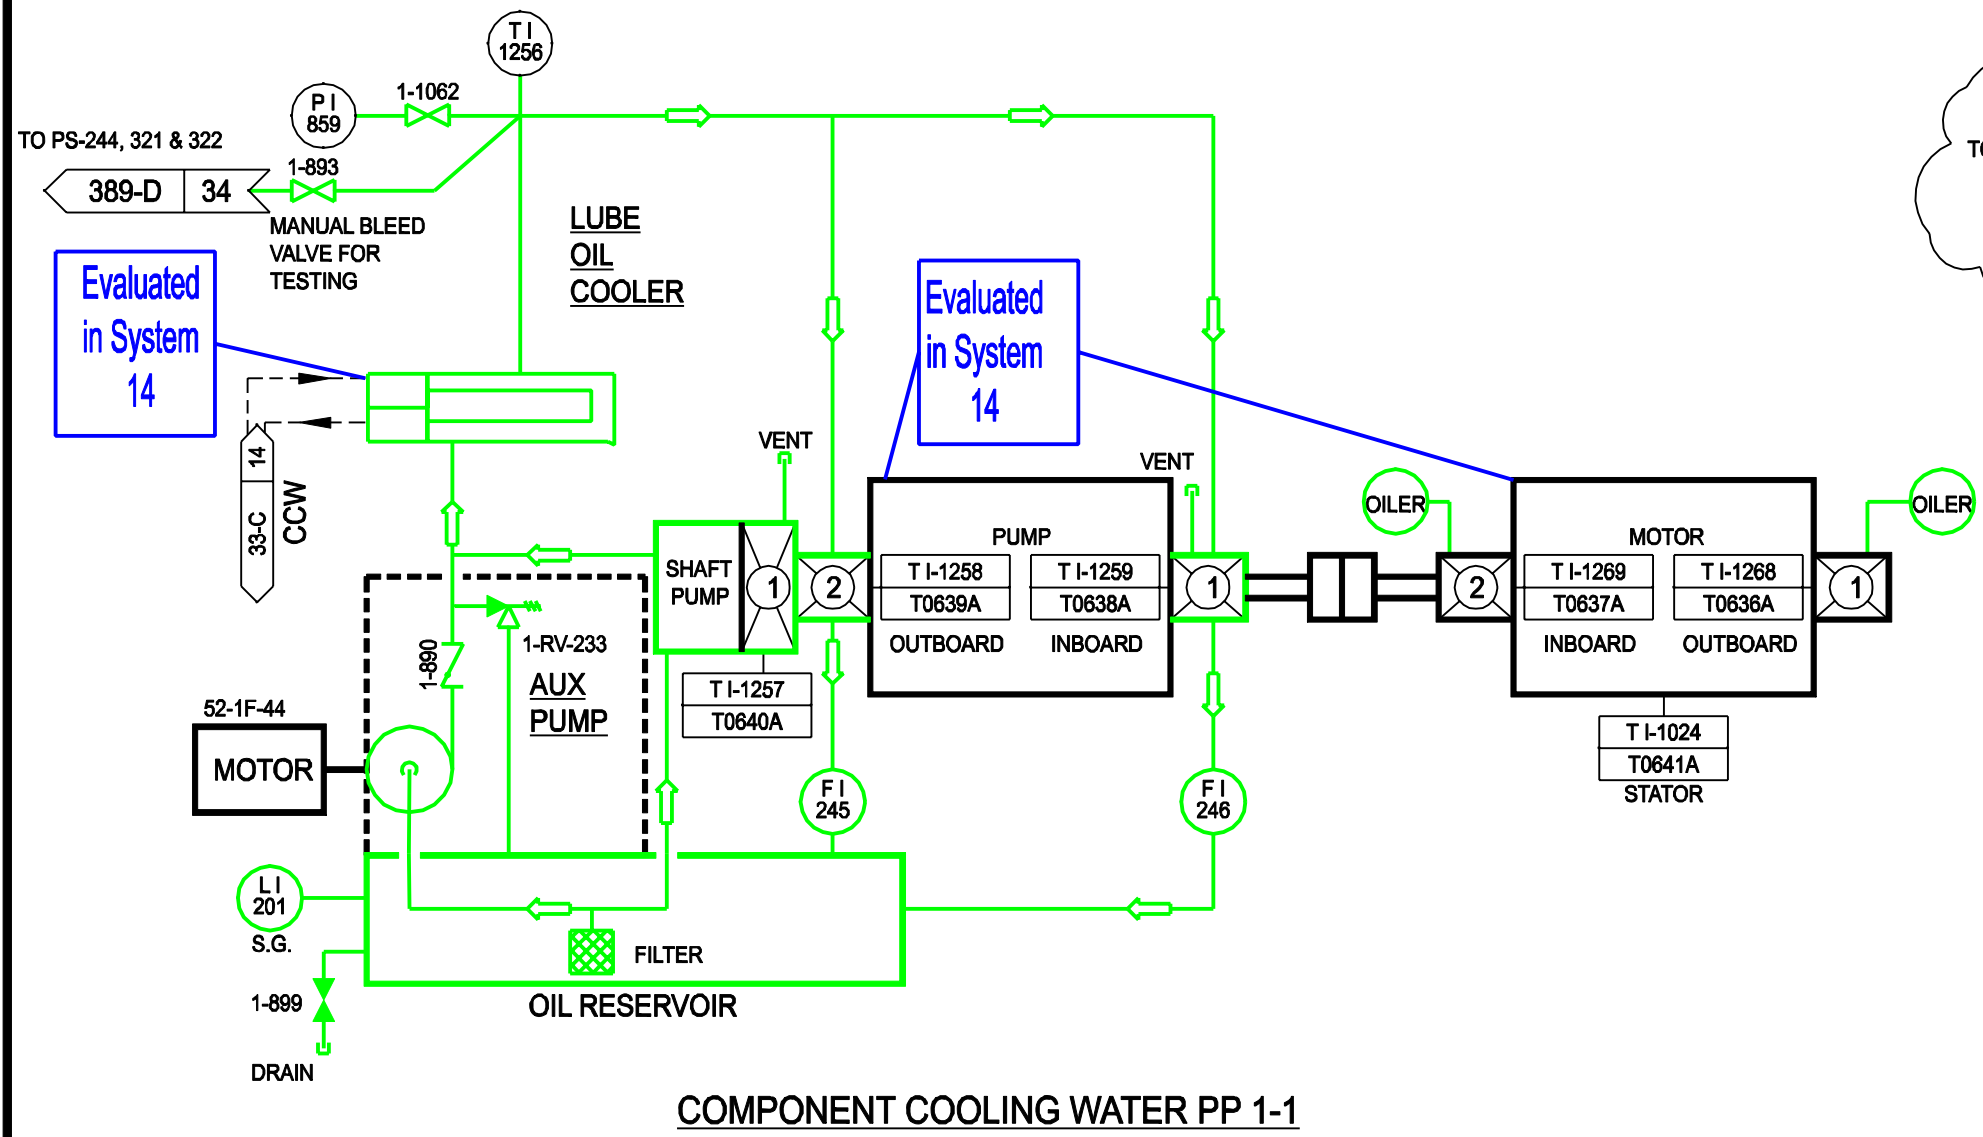 T I
1256
P I
859
1-1062
TO PS-244, 321 & 322
389-D
34
1-893
MANUAL BLEED
VALVE FOR
TESTING
LUBE
OIL
COOLER
Evaluated
in System
14
Evaluated
in System
14
14
33-C
CCW
VENT
VENT
SHAFT
PUMP
1
2
PUMP
T I-1258
T0639A
OUTBOARD
T I-1259
T0638A
INBOARD
1
OILER
2
MOTOR
T I-1269
T0637A
INBOARD
T I-1268
T0636A
OUTBOARD
1
OILER
T I-1024
T0641A
STATOR
T I-1257
T0640A
1-RV-233
1-890
AUX
PUMP
52-1F-44
MOTOR
F I
245
F I
246
L I
201
S.G.
FILTER
1-899
OIL RESERVOIR
DRAIN
COMPONENT COOLING WATER PP 1-1